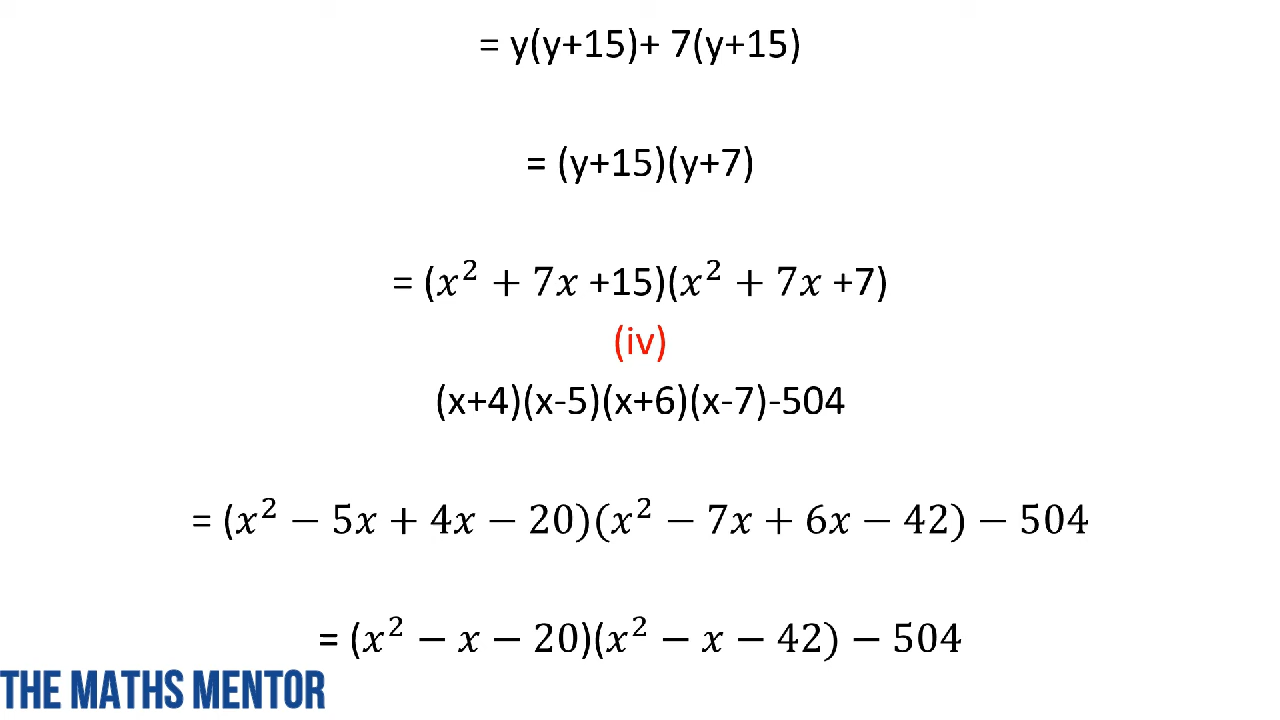 = y(y+15)+ 7(y+15)
= (y+15)(y+7)
= (x² + 7x +15)(x² + 7x +7)
(iv)
(x+4)(x-5)(x+6)(x-7)-504
= (x² − 5x + 4x − 20)(x² − 7x + 6x − 42) − 504
= (x² − x − 20)(x² − x − 42) − 504
THE MATHS MENTOR